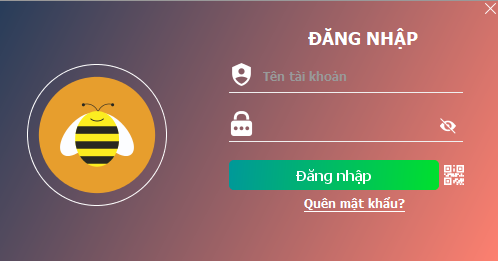 ĐĂNG NHẬP
Tên tài khoản
Đăng nhập
Quên mật khẩu?